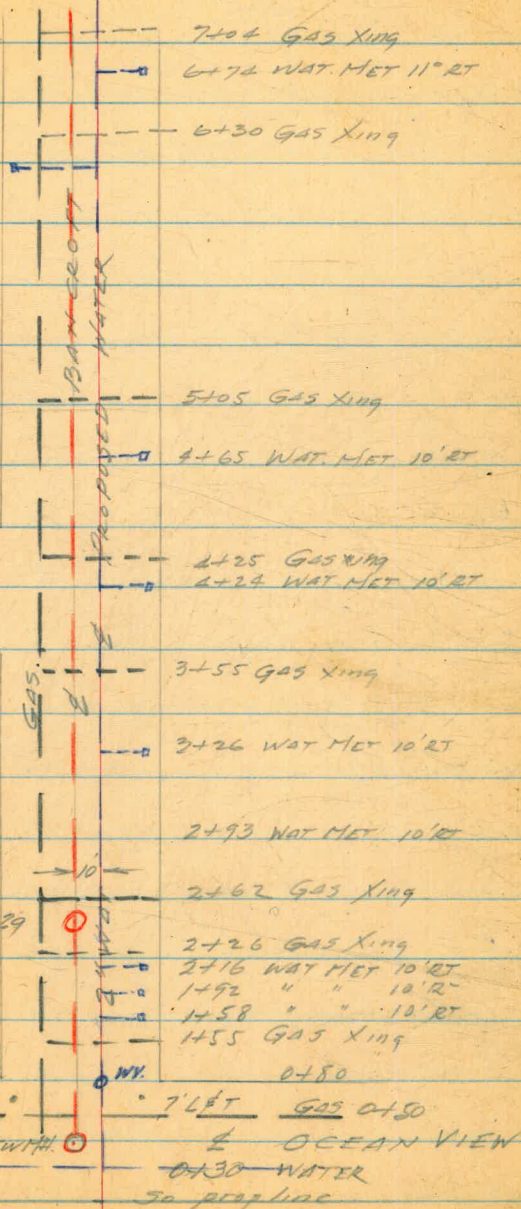 7+04 Gas Xing
6+74 WAT. MET 11° RT
6+30 Gas Xing
BANCROFT
PROPOSED WATER
5+05 Gas Xing
4+65 WAT. MET 10' RT
4+25 Gas Xing
4+24 WAT MET 10' RT
3+55 Gas Xing
GAS.
℄
℄
3+26 WAT MET 10' RT
2+93 WAT MET 10' RT
10'
2+62 Gas Xing
29
2+26 Gas Xing
2+16 WAT MET 10' RT
1+92 " " 10' R
1+58 " " 10' RT
1+55 Gas Xing
WV.
0+80
GAS 0+50
℄ OCEAN VIEW
0+30 WATER
So prop line